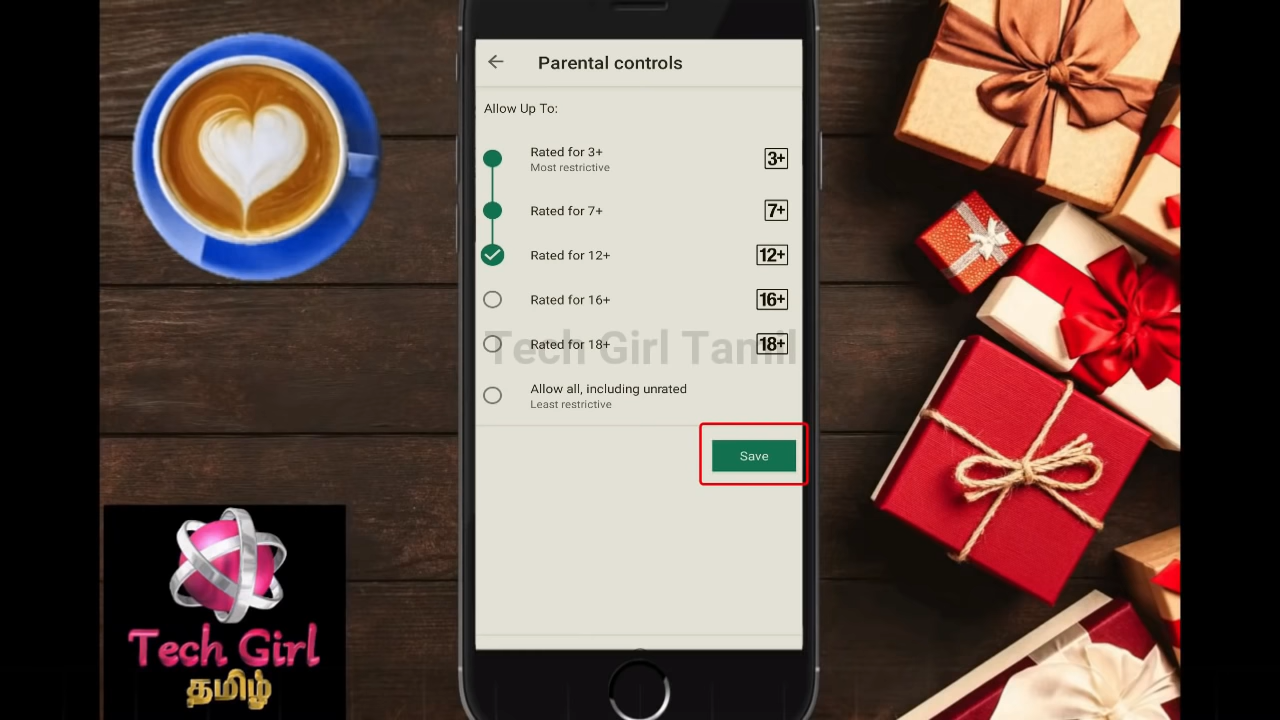 Parental controls
Allow Up To:
Rated for 3+
Most restrictive
3+
Rated for 7+
7+
Rated for 12+
12+
Rated for 16+
16+
Rated for 18+
18+
Tech Girl Tamil
Allow all, including unrated
Least restrictive
Save
Tech Girl
தமிழ்